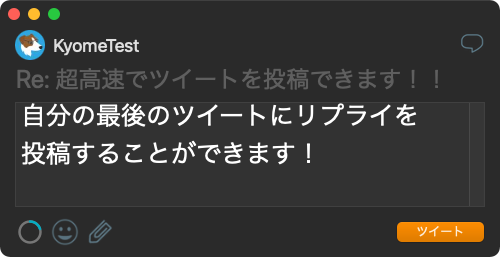 KyomeTest
Re: 超高速でツイートを投稿できます！！
自分の最後のツイートにリプライを
投稿することができます！
ツイート